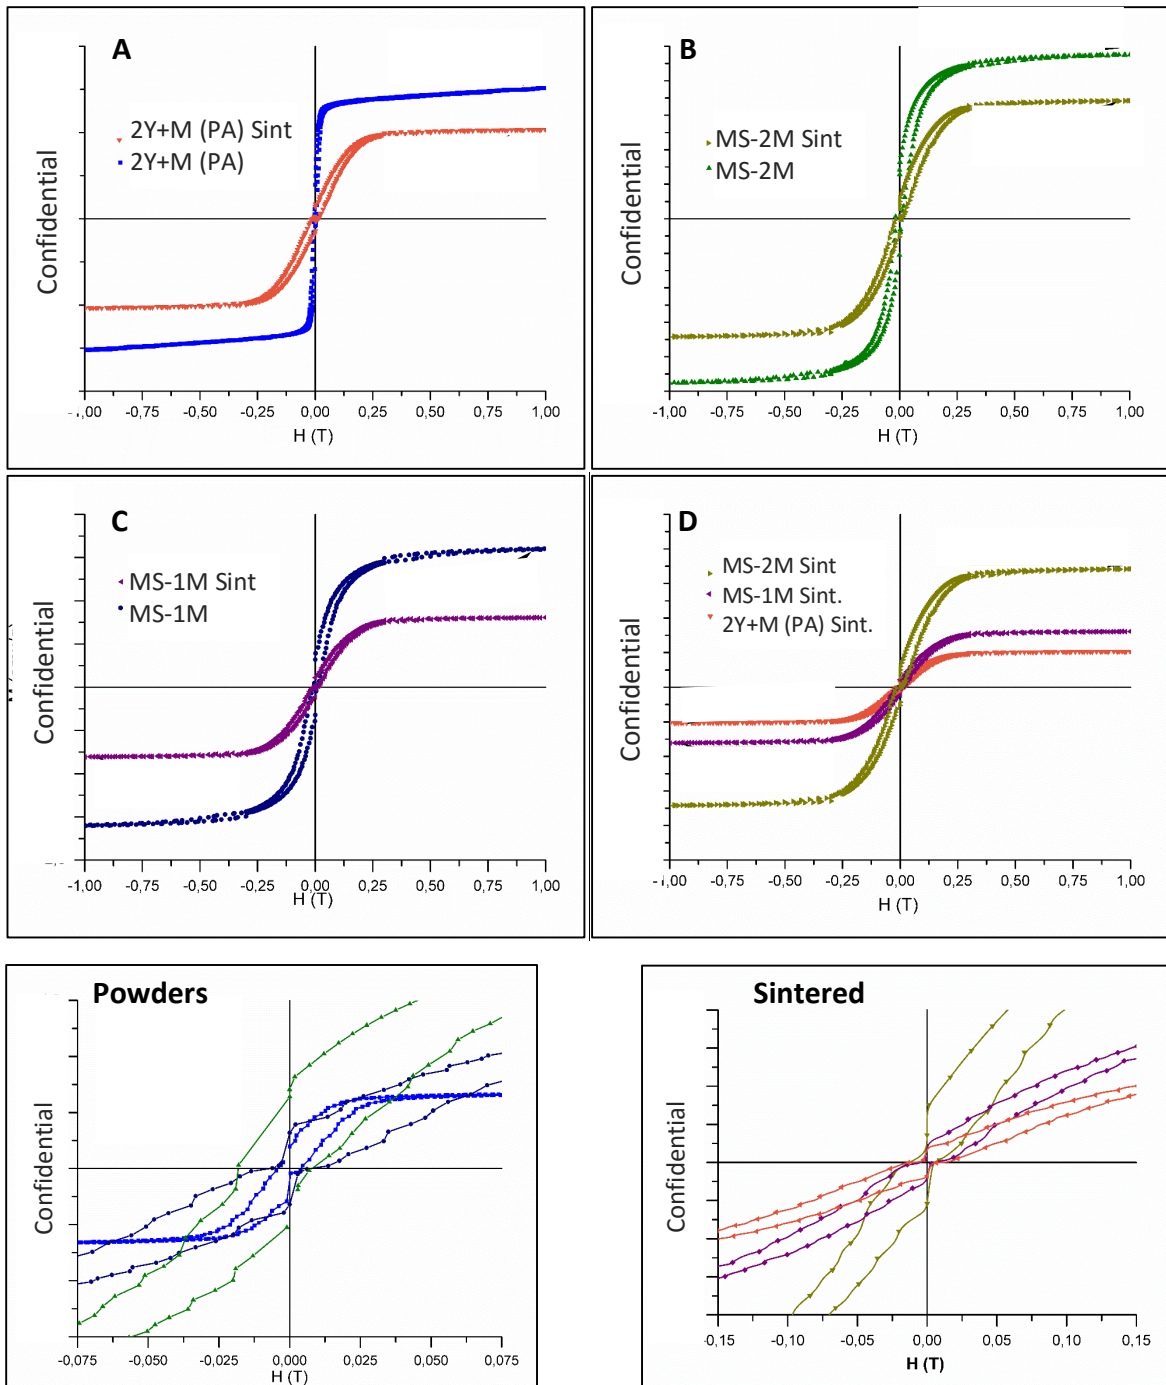 A
2Y+M (PA) Sint
2Y+M (PA)
Confidential
-1,00 -0,75 -0,50 -0,25 0,00 0,25 0,50 0,75 1,00
H (T)
B
MS-2M Sint
MS-2M
Confidential
-1,00 -0,75 -0,50 -0,25 0,00 0,25 0,50 0,75 1,00
H (T)
C
MS-1M Sint
MS-1M
Confidential
-1,00 -0,75 -0,50 -0,25 0,00 0,25 0,50 0,75 1,00
H (T)
D
MS-2M Sint
MS-1M Sint.
2Y+M (PA) Sint.
Confidential
-1,00 -0,75 -0,50 -0,25 0,00 0,25 0,50 0,75 1,00
H (T)
Powders
Confidential
-0,075 -0,050 -0,025 0,000 0,025 0,050 0,075
H (T)
Sintered
Confidential
-0,15 -0,10 -0,05 0,00 0,05 0,10 0,15
H (T)